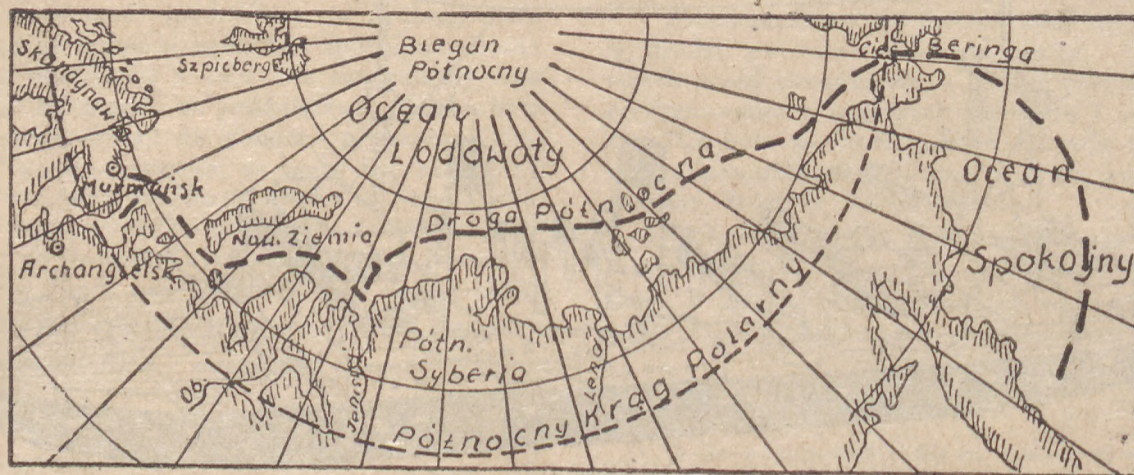 Skandynaw
Szpicberg
Biegun
Północny
Ocean
Lodowaty
Cieś. Beringa
Murmańsk
Archangielsk
Now. Ziemia
Droga Północna
Ocean
Spokojny
Półn.
Syberia
Ob
Jenisej
Lena
Północny Krąg Polarny